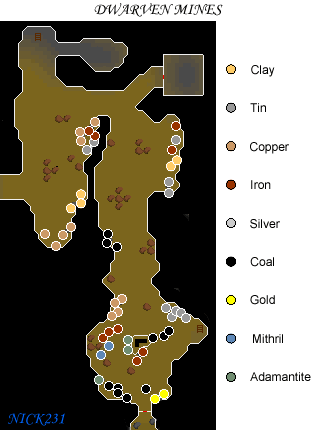 DWARVEN MINES
Clay
Tin
Copper
Iron
Silver
Coal
Gold
Mithril
Adamantite
NICK231